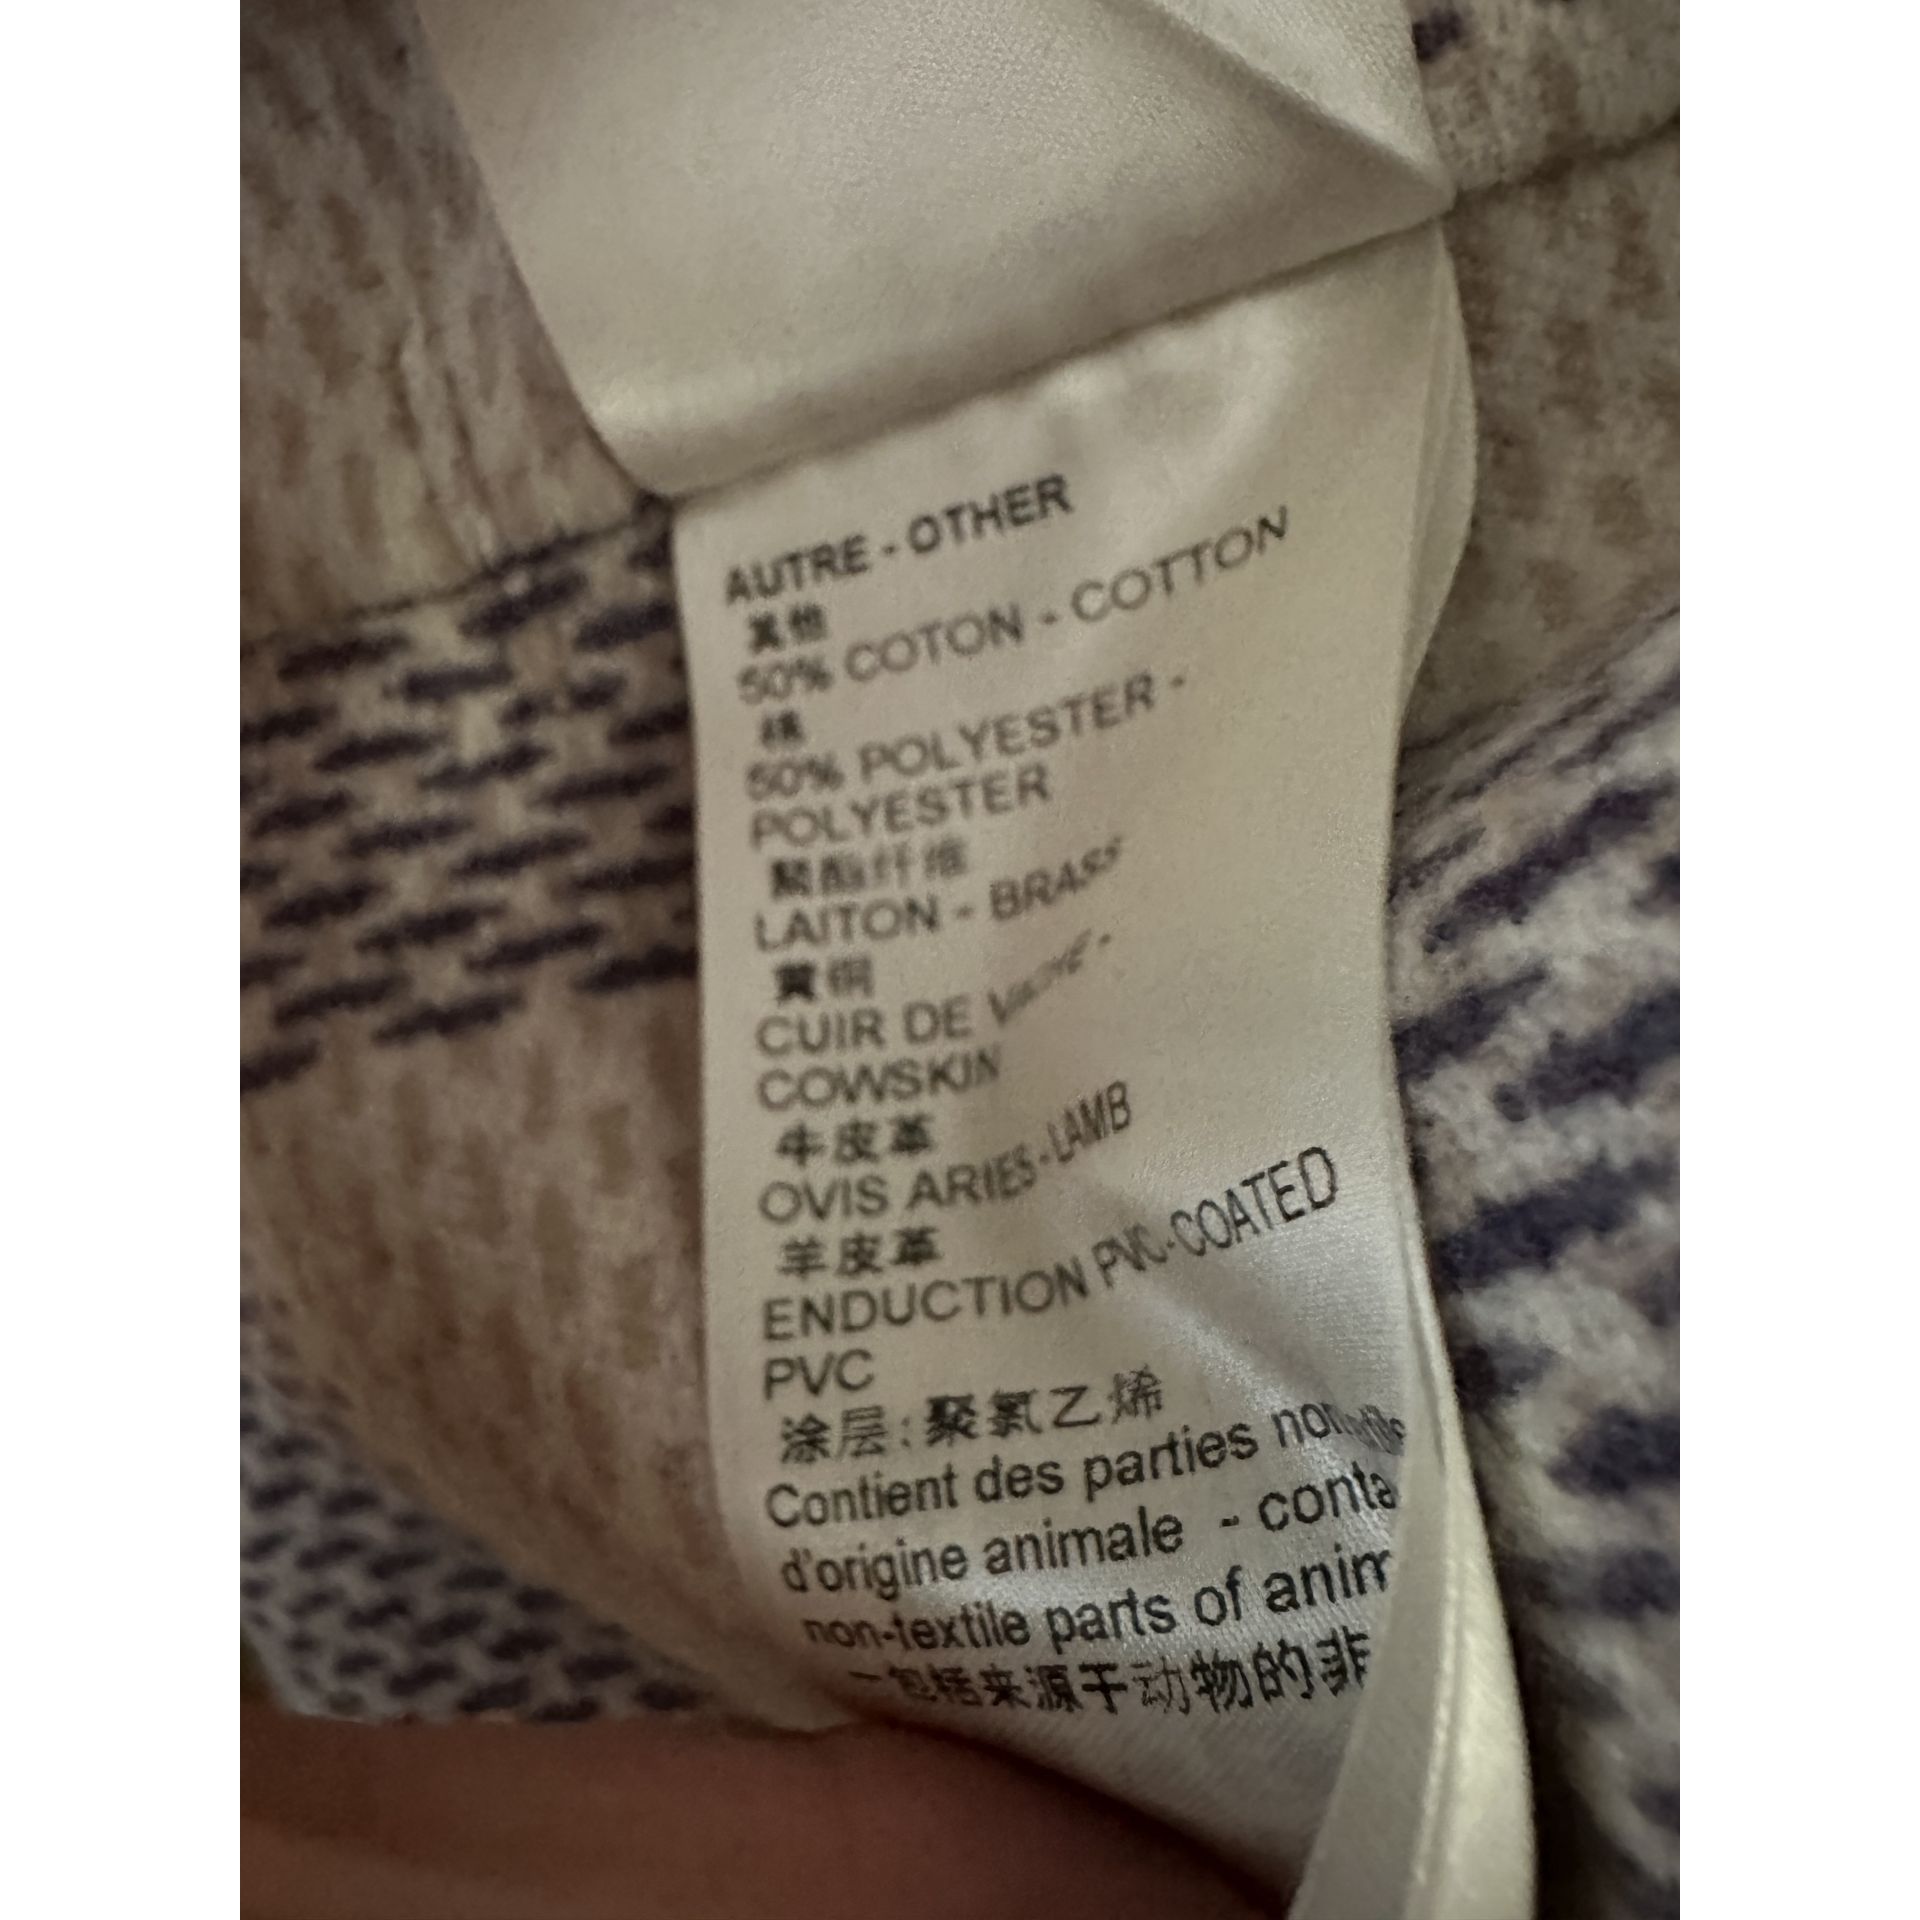 AUTRE - OTHER
其他
50% COTON - COTTON
棉
50% POLYESTER -
POLYESTER
聚酯纤维
LAITON - BRASS
黄铜
CUIR DE VACHE -
COWSKIN
牛皮革
OVIS ARIES - LAMB
羊皮革
ENDUCTION PVC - COATED
PVC
涂层: 聚氯乙烯
Contient des parties
d'origine animale -
non-textile parts of
包括来源于动物的非